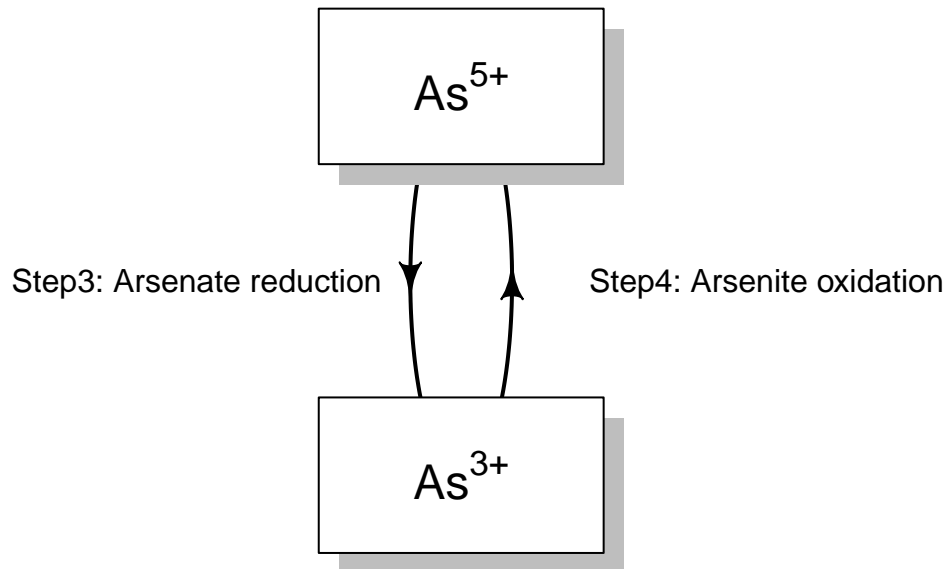 As5+
Step3: Arsenate reduction
Step4: Arsenite oxidation
As3+